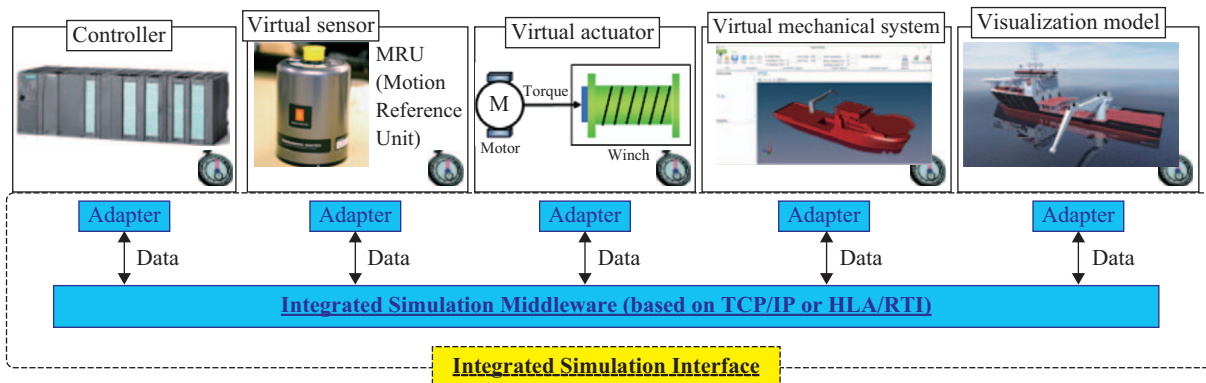 Controller
Virtual sensor
Virtual actuator
Virtual mechanical system
Visualization model
MRU
(Motion
Reference
Unit)
M
Torque
Motor
Winch
Adapter
Adapter
Adapter
Adapter
Adapter
Data
Data
Data
Data
Data
Integrated Simulation Middleware (based on TCP/IP or HLA/RTI)
Integrated Simulation Interface